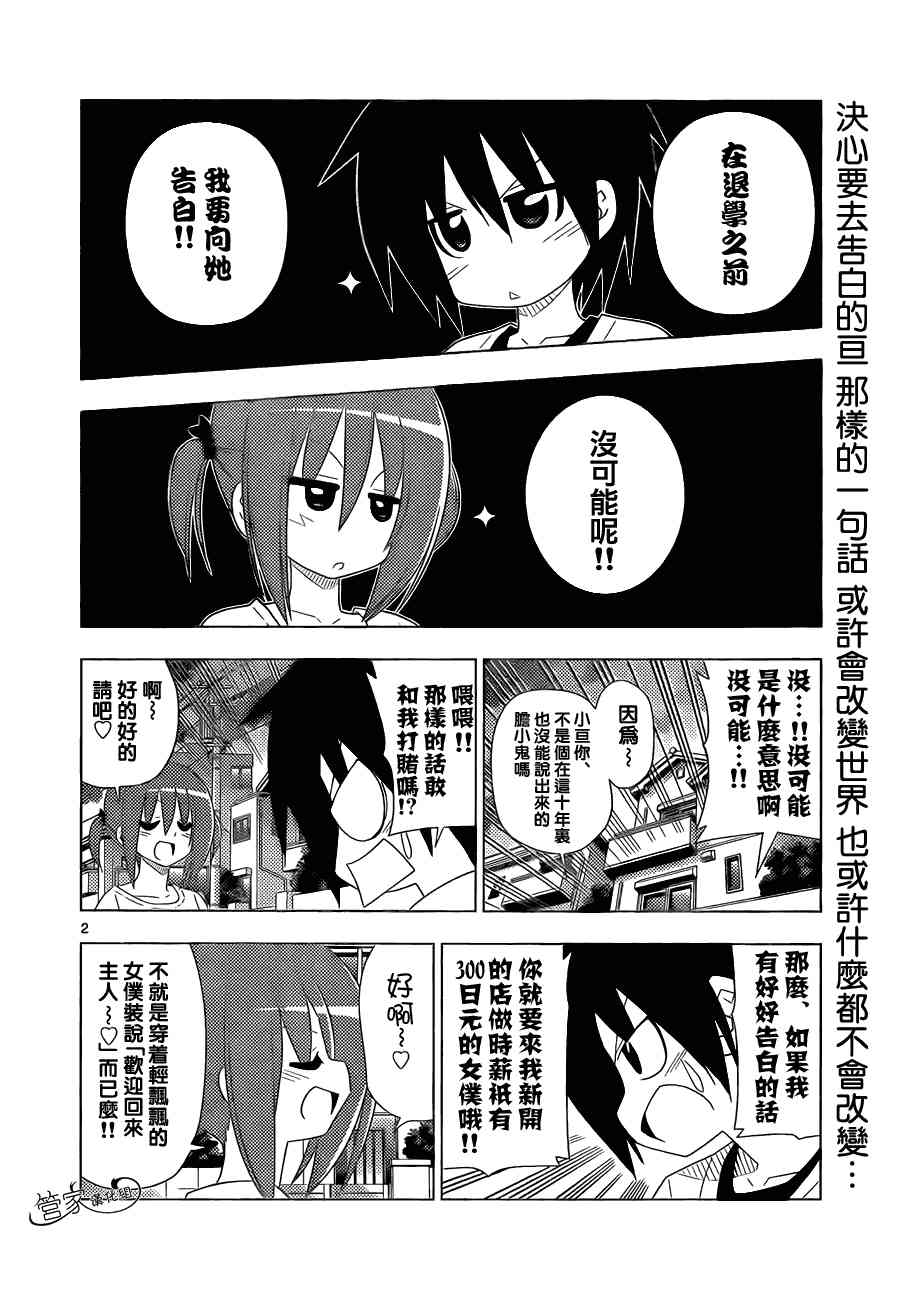 決心要去告白的亘 那樣的一句話 或許會改變世界 也或許什麼都不會改變…
在退學之前
我要向她
告白!!
沒可能呢!!
沒…!!沒可能
是什麼意思啊
沒可能…!!
因為～
小亘你、
不是個在這十年裏
也沒能說出來的
膽小鬼嗎
喂喂!!
那樣的話敢
和我打賭嗎!?
啊～
好的好的
請吧♡
2
那麼、如果我
有好好告白的話
你就要來我新開
的店做時薪祇有
300日元的女僕哦!!
好啊～♡
不就是穿着輕飄飄的
女僕裝說「歡迎回來
主人～♡」而已麼!!
管家
漢化組